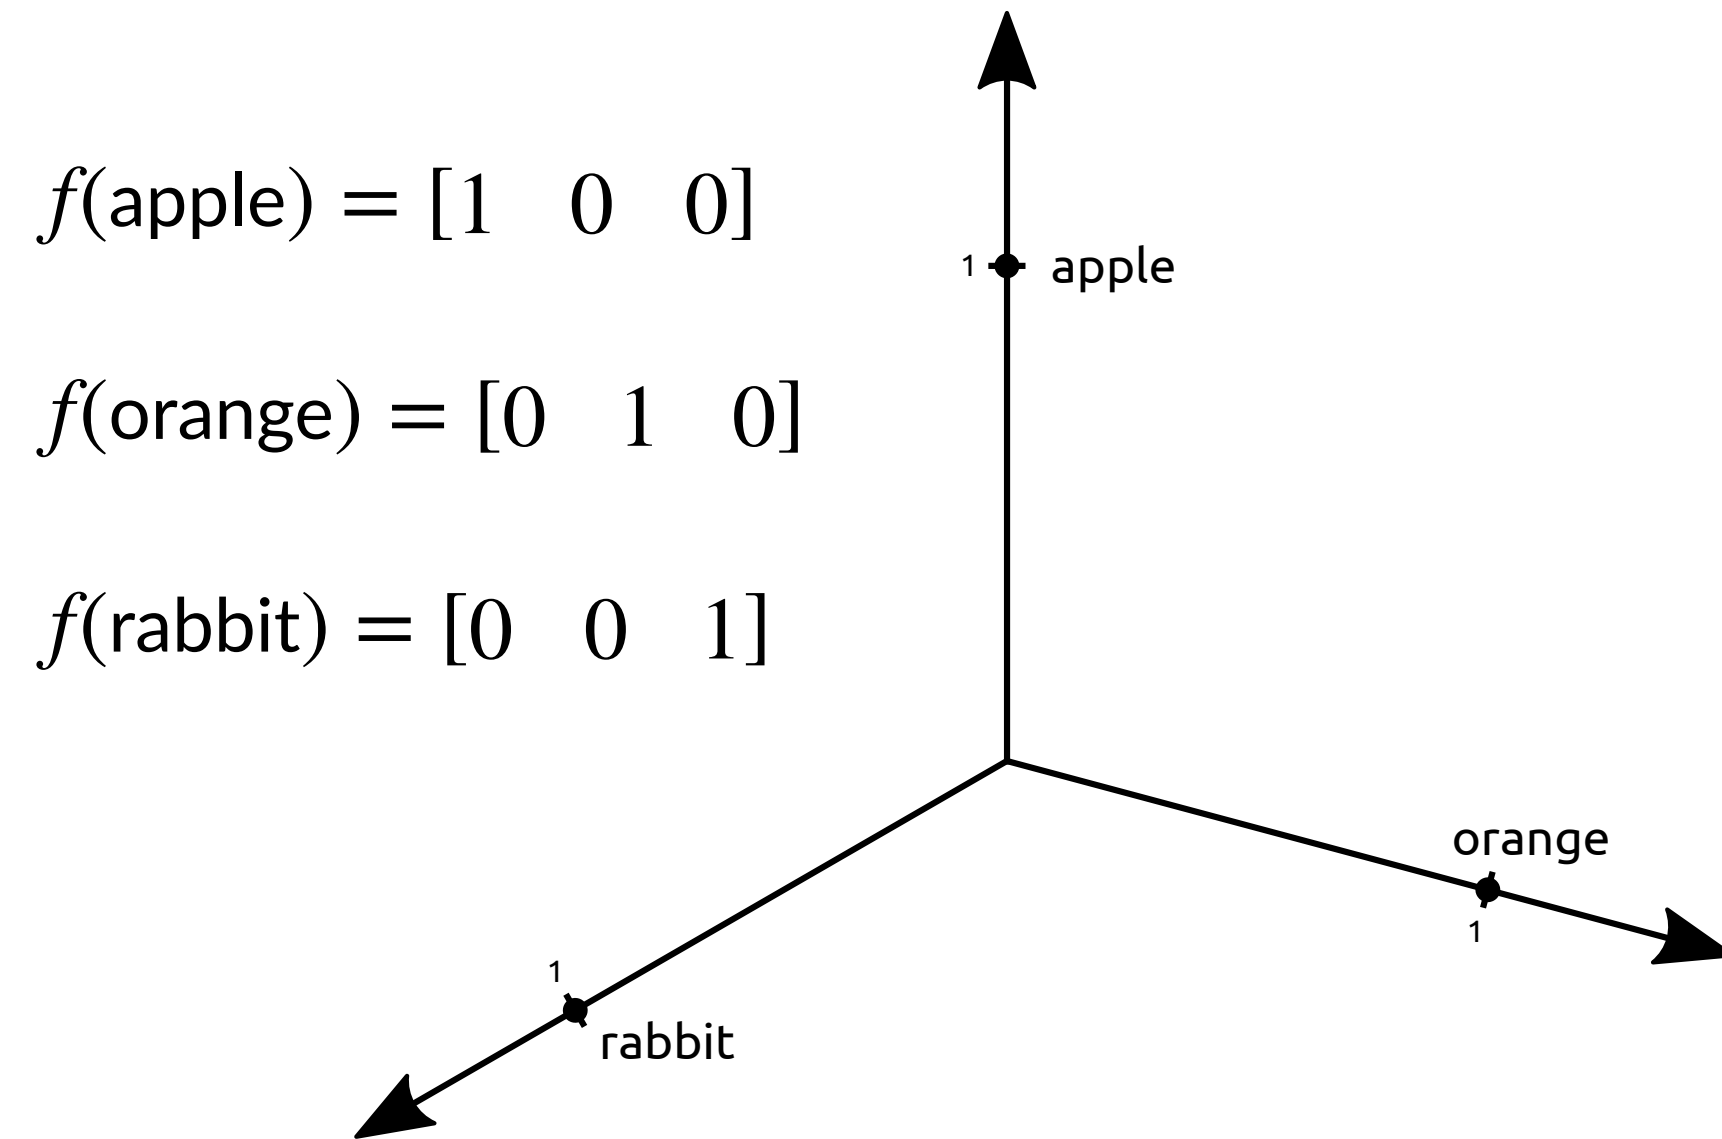 f(apple) = [1 0 0]
f(orange) = [0 1 0]
f(rabbit) = [0 0 1]
1 apple
orange
1
1
rabbit